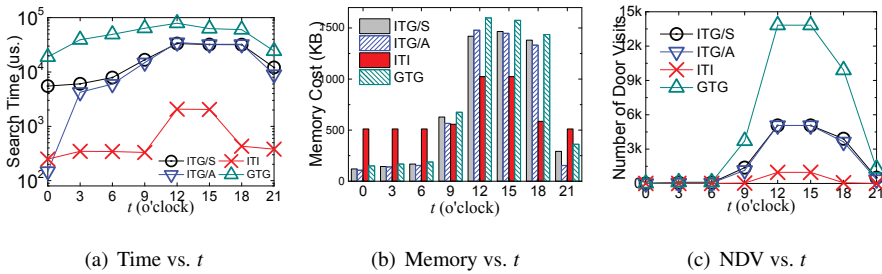 10^5
10^4
10^3
10^2
Search Time (us.)
ITG/S
ITI
ITG/A
GTG
0 3 6 9 12 15 18 21
t (o'clock)
(a) Time vs. t
2500
1500
500
0
Memory Cost (KB.)
ITG/S
ITG/A
ITI
GTG
0 3 6 9 12 15 18 21
t (o'clock)
(b) Memory vs. t
15k
12k
9k
6k
3k
0
Number of Door Visits
ITG/S
ITG/A
ITI
GTG
0 3 6 9 12 15 18 21
t (o'clock)
(c) NDV vs. t